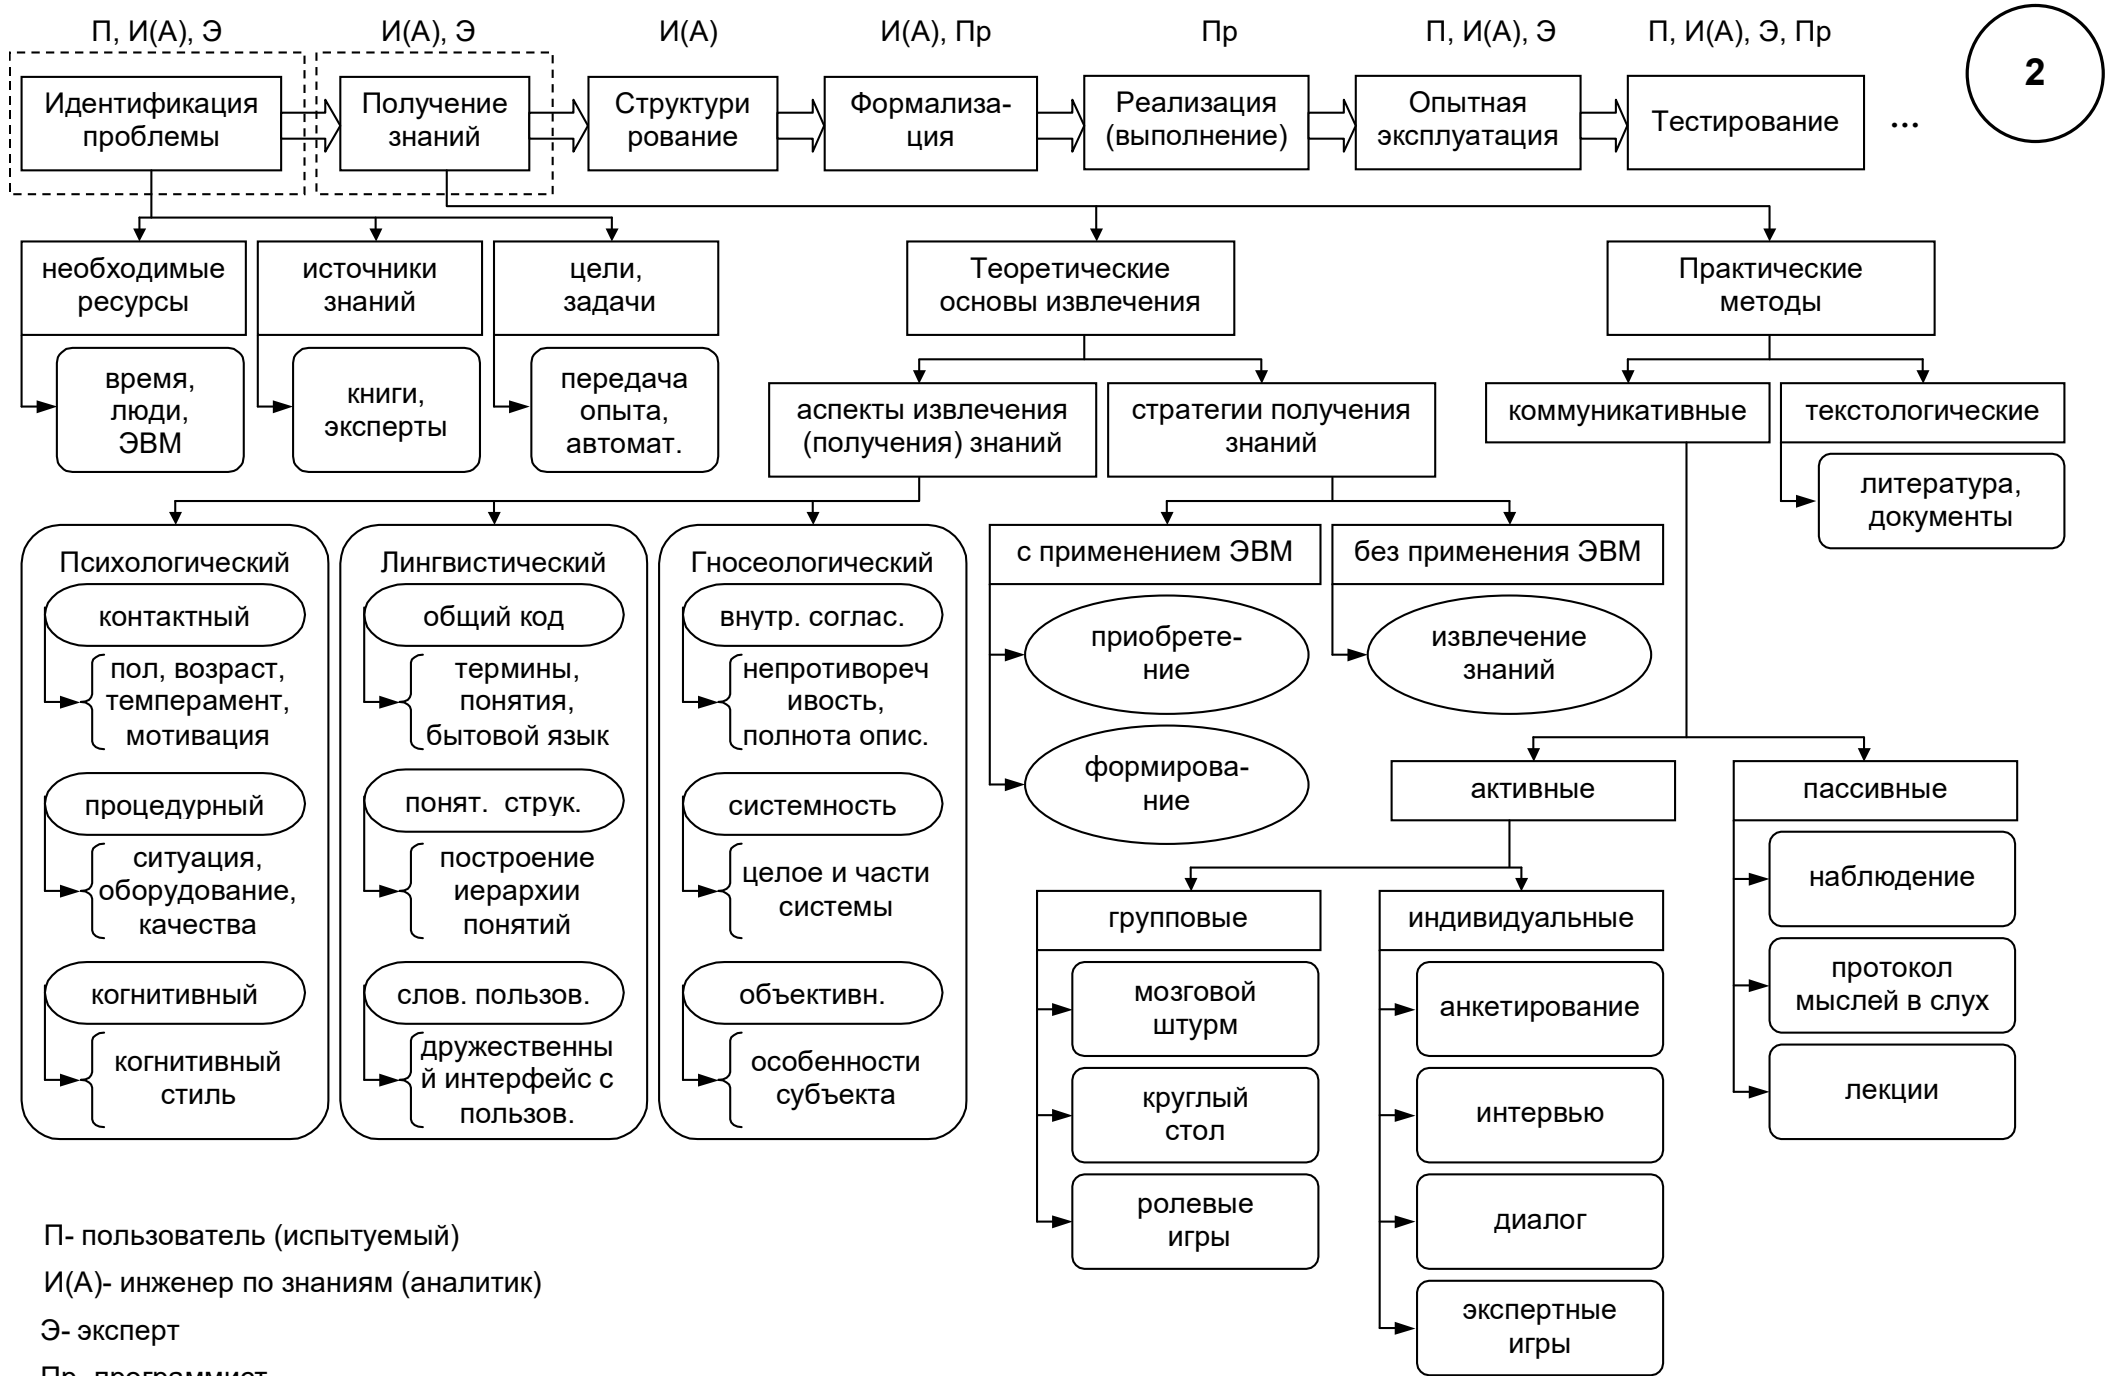 П, И(А), Э
И(А), Э
И(А)
И(А), Пр
Пр
П, И(А), Э
П, И(А), Э, Пр
2
Идентификация
проблемы
Получение
знаний
Структури
рование
Формализа-
ция
Реализация
(выполнение)
Опытная
эксплуатация
Тестирование
...
необходимые
ресурсы
источники
знаний
цели,
задачи
Теоретические
основы извлечения
Практические
методы
время,
люди,
ЭВМ
книги,
эксперты
передача
опыта,
автомат.
аспекты извлечения
(получения) знаний
стратегии получения
знаний
коммуникативные
текстологические
литература,
документы
Психологический
контактный
пол, возраст,
темперамент,
мотивация
процедурный
ситуация,
оборудование,
качества
когнитивный
когнитивный
стиль
Лингвистический
общий код
термины,
понятия,
бытовой язык
понят. струк.
построение
иерархии
понятий
слов. пользов.
дружественны
й интерфейс с
пользов.
Гносеологический
внутр. соглас.
непротивореч
ивость,
полнота опис.
системность
целое и части
системы
объективн.
особенности
субъекта
с применением ЭВМ
приобрете-
ние
формирова-
ние
без применения ЭВМ
извлечение
знаний
активные
пассивные
групповые
мозговой
штурм
круглый
стол
ролевые
игры
индивидуальные
анкетирование
интервью
диалог
экспертные
игры
наблюдение
протокол
мыслей в слух
лекции
П- пользователь (испытуемый)
И(А)- инженер по знаниям (аналитик)
Э- эксперт
Пр- программист